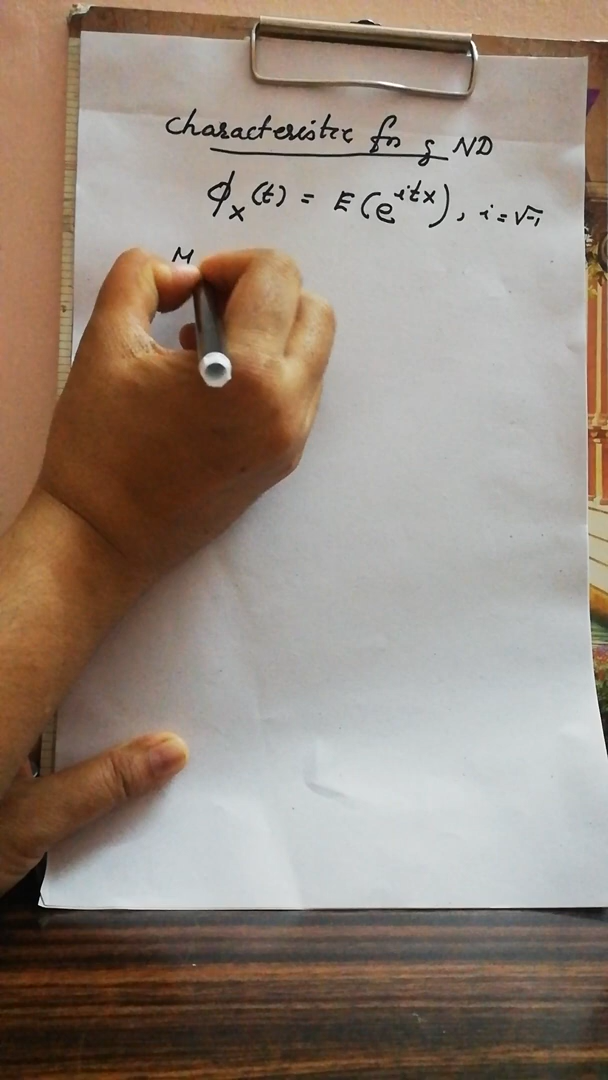 characteristic fn of ND
ϕₓ(t) = E(e^{itx}), i = √-1
M